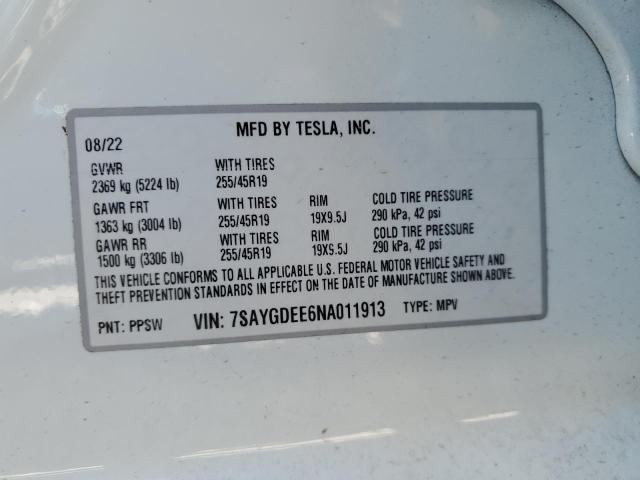 MFD BY TESLA, INC.
08/22
GVWR WITH TIRES
2369 kg (5224 lb) 255/45R19
GAWR FRT WITH TIRES RIM COLD TIRE PRESSURE
1363 kg (3004 lb) 255/45R19 19X9.5J 290 kPa, 42 psi
GAWR RR WITH TIRES RIM COLD TIRE PRESSURE
1500 kg (3306 lb) 255/45R19 19X9.5J 290 kPa, 42 psi
THIS VEHICLE CONFORMS TO ALL APPLICABLE U.S. FEDERAL MOTOR VEHICLE SAFETY AND
THEFT PREVENTION STANDARDS IN EFFECT ON THE DATE OF MANUFACTURE SHOWN ABOVE.
PNT: PPSW VIN: 7SAYGDEE6NA011913 TYPE: MPV